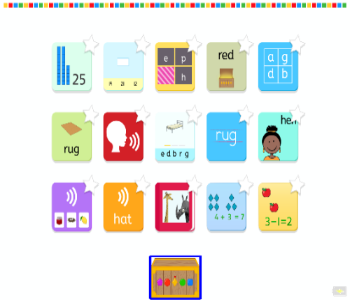 25
e p
h
red
a g
d b
rug
e d b r g
rug
he
hat
4 + 3 = 7
3-1=2